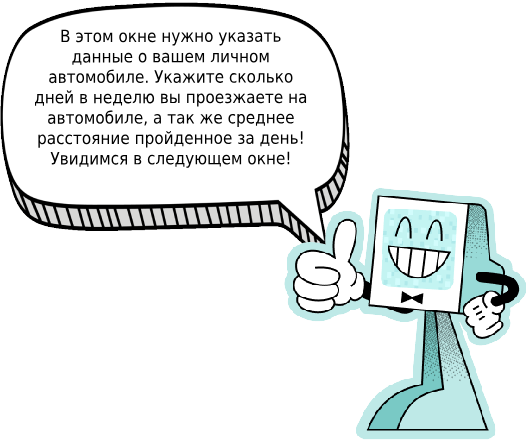 В этом окне нужно указать
данные о вашем личном
автомобиле. Укажите сколько
дней в неделю вы проезжаете на
автомобиле, а так же среднее
расстояние пройденное за день!
Увидимся в следующем окне!